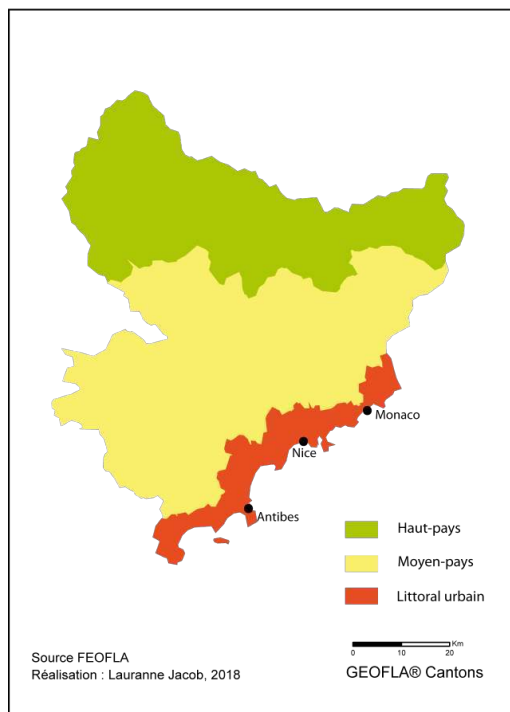 Monaco
Nice
Antibes
Haut-pays
Moyen-pays
Littoral urbain
Km
0 10 20
Source FEOFLA
Réalisation : Lauranne Jacob, 2018
GEOFLA® Cantons